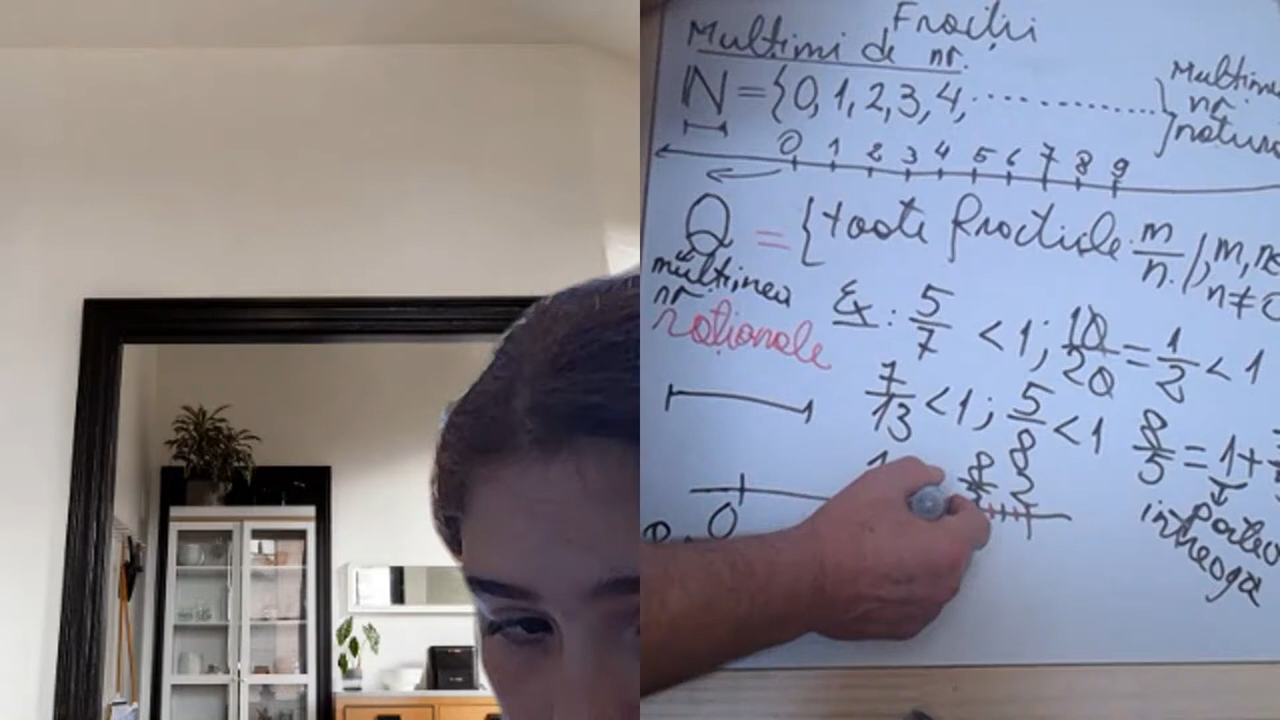 Fracții
Mulțimi de nr.
N = {0, 1, 2, 3, 4, ..................}
nr.
0 1 2 3 4 5 6 7 8 9
Q = {toate fracțiile m/n |, m, n
n ≠ 0
mulțimea
nr
raționale
Ex: 5/7 < 1; 10/20 = 1/2 < 1
7/13 < 1; 5/8 < 1 8/5 = 1 +
0
partea
întreagă